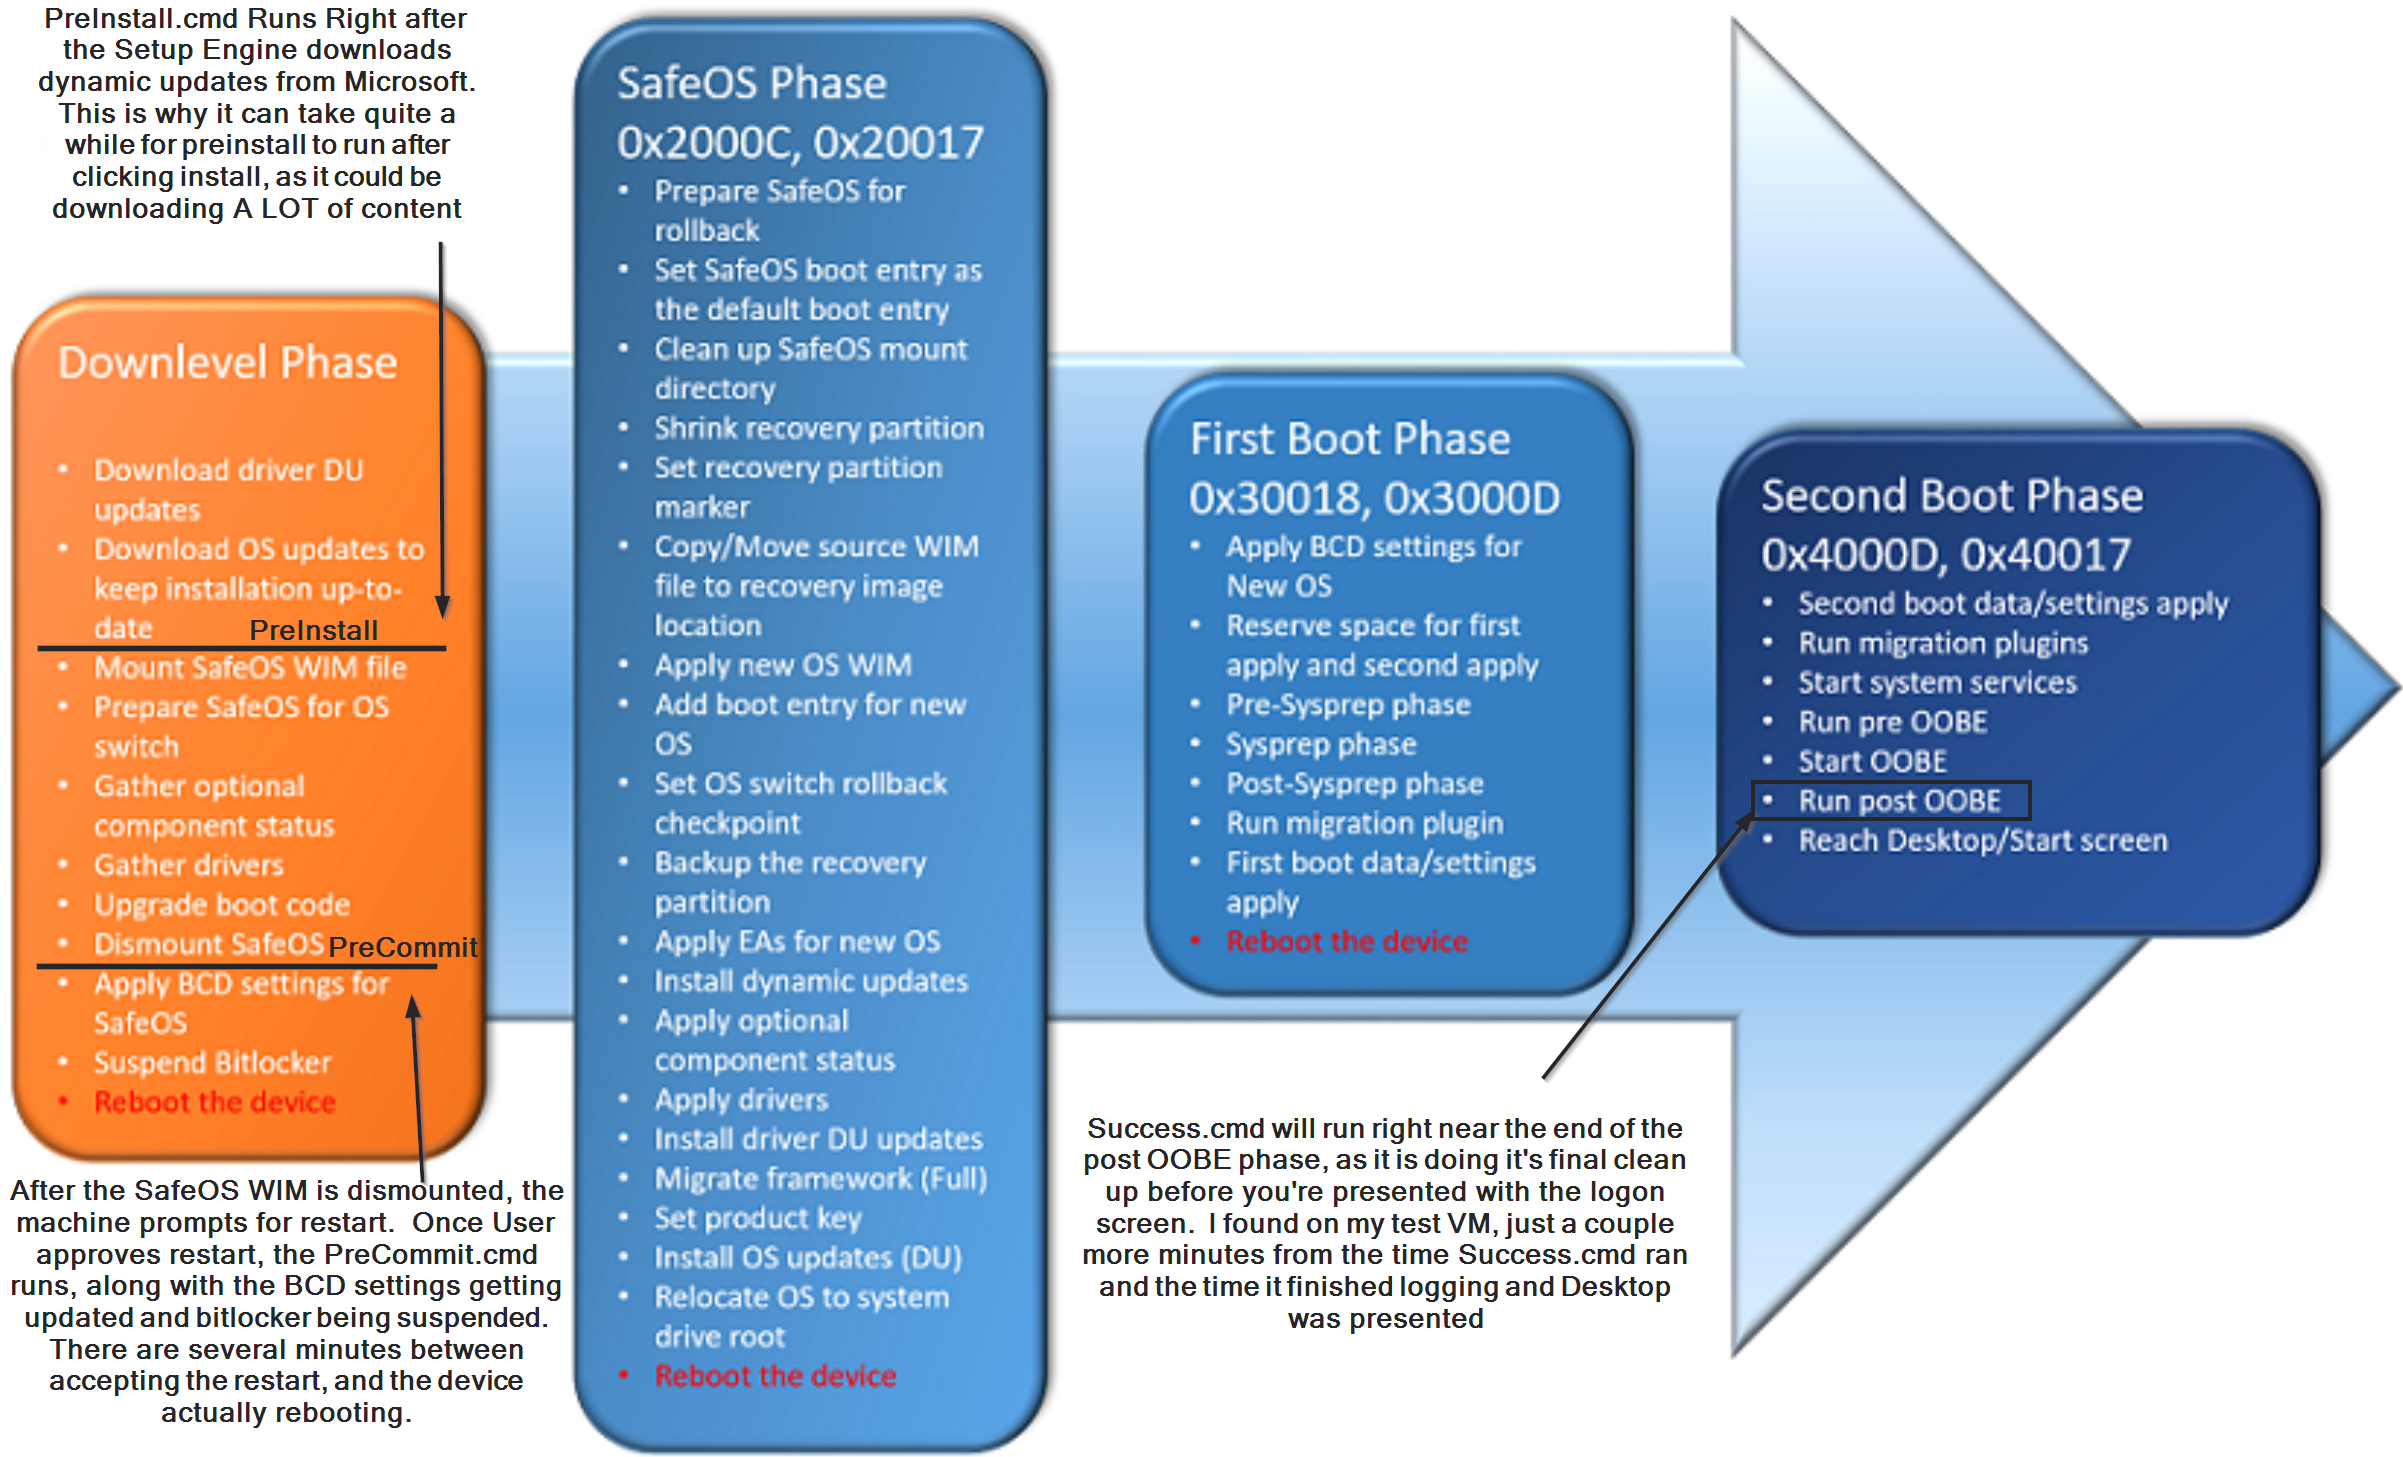 PreInstall.cmd Runs Right after
the Setup Engine downloads
dynamic updates from Microsoft.
This is why it can take quite a
while for preinstall to run after
clicking install, as it could be
downloading A LOT of content
Downlevel Phase
• Download driver DU
updates
• Download OS updates to
keep installation up-to-
date
PreInstall
• Mount SafeOS WIM file
• Prepare SafeOS for OS
switch
• Gather optional
component status
• Gather drivers
• Upgrade boot code
• Dismount SafeOS
PreCommit
• Apply BCD settings for
SafeOS
• Suspend Bitlocker
• Reboot the device
After the SafeOS WIM is dismounted, the
machine prompts for restart. Once User
approves restart, the PreCommit.cmd
runs, along with the BCD settings getting
updated and bitlocker being suspended.
There are several minutes between
accepting the restart, and the device
actually rebooting.
SafeOS Phase
0x2000C, 0x20017
• Prepare SafeOS for
rollback
• Set SafeOS boot entry as
the default boot entry
• Clean up SafeOS mount
directory
• Shrink recovery partition
• Set recovery partition
marker
• Copy/Move source WIM
file to recovery image
location
• Apply new OS WIM
• Add boot entry for new
OS
• Set OS switch rollback
checkpoint
• Backup the recovery
partition
• Apply EAs for new OS
• Install dynamic updates
• Apply optional
component status
• Apply drivers
• Install driver DU updates
• Migrate framework (Full)
• Set product key
• Install OS updates (DU)
• Relocate OS to system
drive root
• Reboot the device
First Boot Phase
0x30018, 0x3000D
• Apply BCD settings for
New OS
• Reserve space for first
apply and second apply
• Pre-Sysprep phase
• Sysprep phase
• Post-Sysprep phase
• Run migration plugin
• First boot data/settings
apply
• Reboot the device
Second Boot Phase
0x4000D, 0x40017
• Second boot data/settings apply
• Run migration plugins
• Start system services
• Run pre OOBE
• Start OOBE
• Run post OOBE
• Reach Desktop/Start screen
Success.cmd will run right near the end of the
post OOBE phase, as it is doing it's final clean
up before you're presented with the logon
screen. I found on my test VM, just a couple
more minutes from the time Success.cmd ran
and the time it finished logging and Desktop
was presented